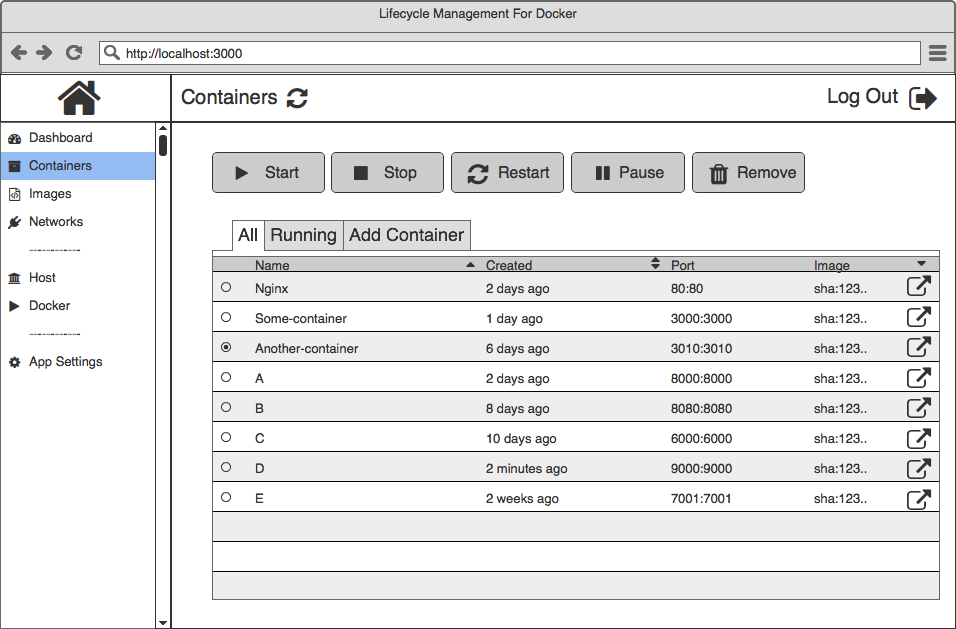 Lifecycle Management For Docker
http://localhost:3000
Containers
Log Out
Dashboard
Containers
Images
Networks
-----------
Host
Docker
-----------
App Settings
Start Stop Restart Pause Remove
All Running Add Container
Name Created Port Image
Nginx 2 days ago 80:80 sha:123..
Some-container 1 day ago 3000:3000 sha:123..
Another-container 6 days ago 3010:3010 sha:123..
A 2 days ago 8000:8000 sha:123..
B 8 days ago 8080:8080 sha:123..
C 10 days ago 6000:6000 sha:123..
D 2 minutes ago 9000:9000 sha:123..
E 2 weeks ago 7001:7001 sha:123..